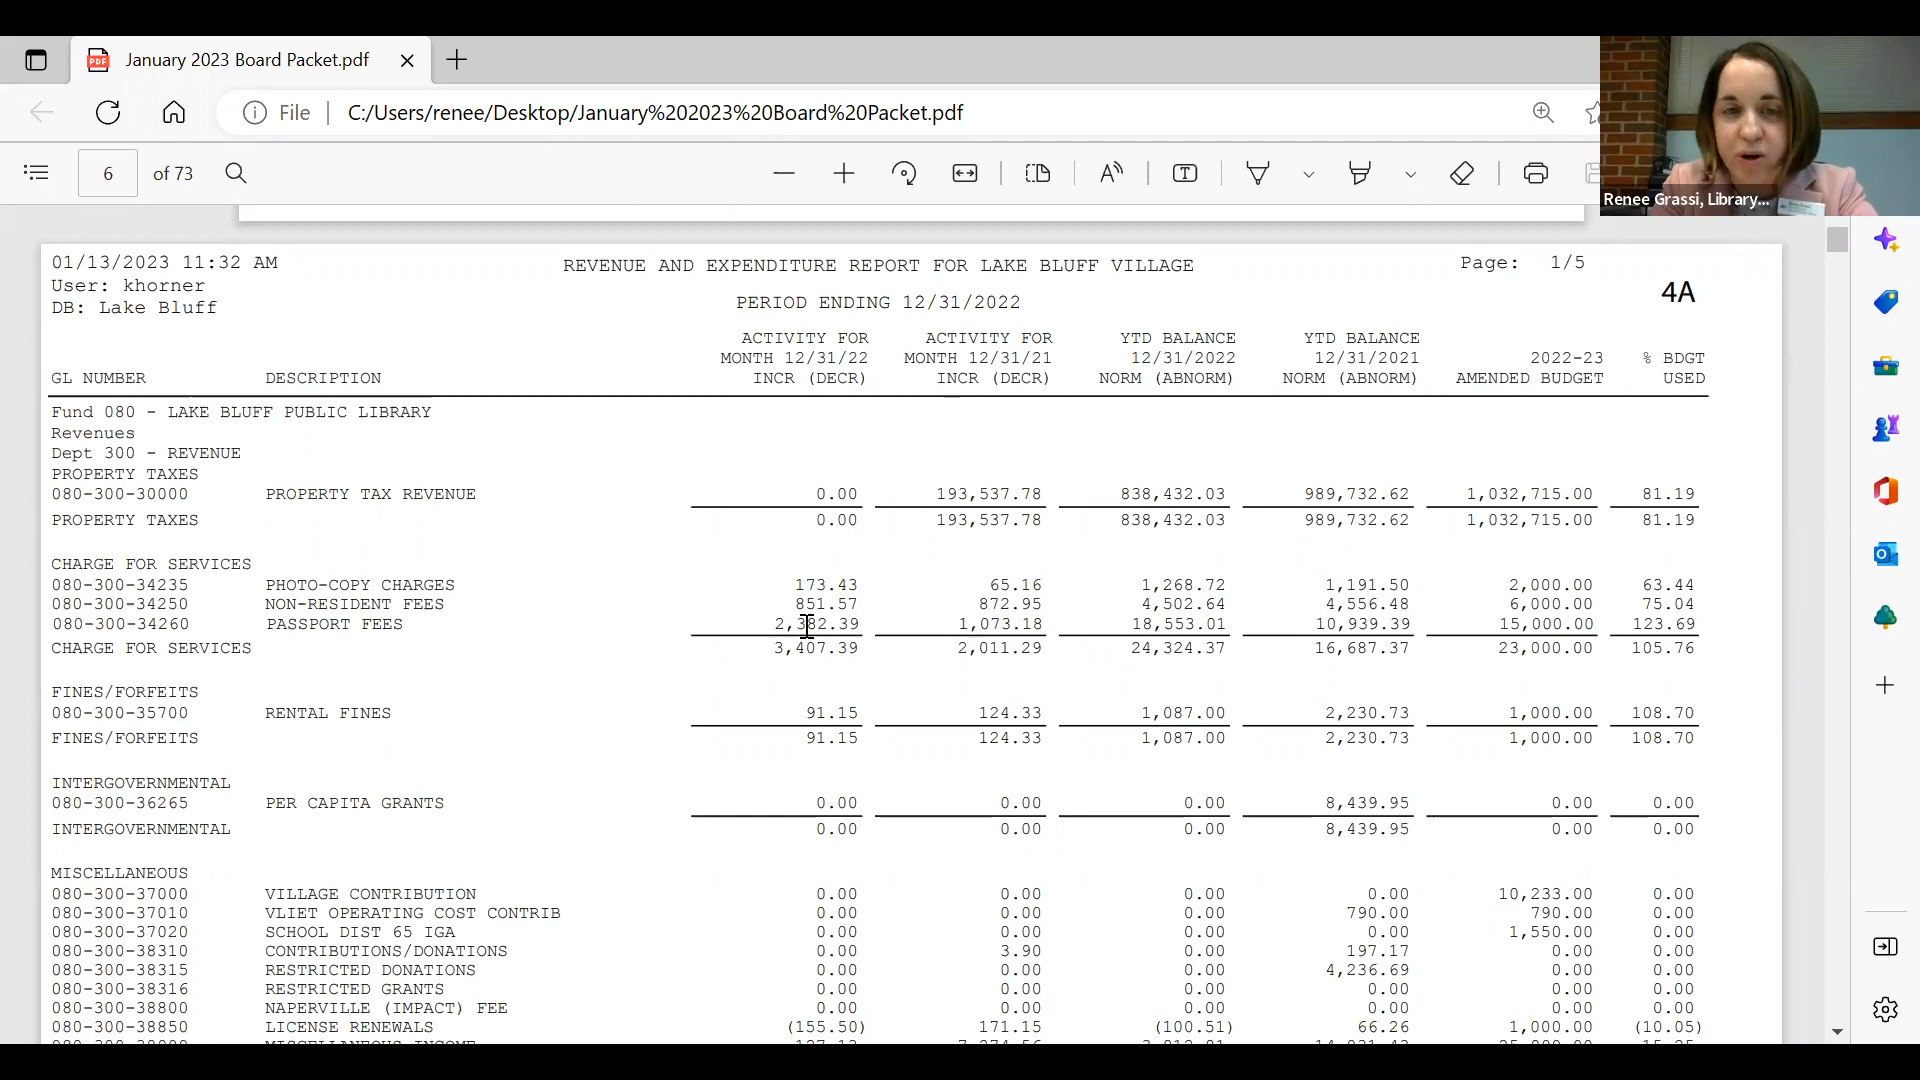 January 2023 Board Packet.pdf
File C:/Users/renee/Desktop/January%202023%20Board%20Packet.pdf
6 of 73
Renee Grassi, Library...
01/13/2023 11:32 AM REVENUE AND EXPENDITURE REPORT FOR LAKE BLUFF VILLAGE Page: 1/5
User: khorner
DB: Lake Bluff
4A
PERIOD ENDING 12/31/2022
ACTIVITY FOR ACTIVITY FOR YTD BALANCE YTD BALANCE
MONTH 12/31/22 MONTH 12/31/21 12/31/2022 12/31/2021 2022-23 % BDGT
GL NUMBER DESCRIPTION INCR (DECR) INCR (DECR) NORM (ABNORM) NORM (ABNORM) AMENDED BUDGET USED
Fund 080 - LAKE BLUFF PUBLIC LIBRARY
Revenues
Dept 300 - REVENUE
PROPERTY TAXES
080-300-30000 PROPERTY TAX REVENUE 0.00 193,537.78 838,432.03 989,732.62 1,032,715.00 81.19
PROPERTY TAXES 0.00 193,537.78 838,432.03 989,732.62 1,032,715.00 81.19
CHARGE FOR SERVICES
080-300-34235 PHOTO-COPY CHARGES 173.43 65.16 1,268.72 1,191.50 2,000.00 63.44
080-300-34250 NON-RESIDENT FEES 851.57 872.95 4,502.64 4,556.48 6,000.00 75.04
080-300-34260 PASSPORT FEES 2,382.39 1,073.18 18,553.01 10,939.39 15,000.00 123.69
CHARGE FOR SERVICES 3,407.39 2,011.29 24,324.37 16,687.37 23,000.00 105.76
FINES/FORFEITS
080-300-35700 RENTAL FINES 91.15 124.33 1,087.00 2,230.73 1,000.00 108.70
FINES/FORFEITS 91.15 124.33 1,087.00 2,230.73 1,000.00 108.70
INTERGOVERNMENTAL
080-300-36265 PER CAPITA GRANTS 0.00 0.00 0.00 8,439.95 0.00 0.00
INTERGOVERNMENTAL 0.00 0.00 0.00 8,439.95 0.00 0.00
MISCELLANEOUS
080-300-37000 VILLAGE CONTRIBUTION 0.00 0.00 0.00 0.00 10,233.00 0.00
080-300-37010 VLIET OPERATING COST CONTRIB 0.00 0.00 0.00 790.00 790.00 0.00
080-300-37020 SCHOOL DIST 65 IGA 0.00 0.00 0.00 0.00 1,550.00 0.00
080-300-38310 CONTRIBUTIONS/DONATIONS 0.00 3.90 0.00 197.17 0.00 0.00
080-300-38315 RESTRICTED DONATIONS 0.00 0.00 0.00 4,236.69 0.00 0.00
080-300-38316 RESTRICTED GRANTS 0.00 0.00 0.00 0.00 0.00 0.00
080-300-38800 NAPERVILLE (IMPACT) FEE 0.00 0.00 0.00 0.00 0.00 0.00
080-300-38850 LICENSE RENEWALS (155.50) 171.15 (100.51) 66.26 1,000.00 (10.05)